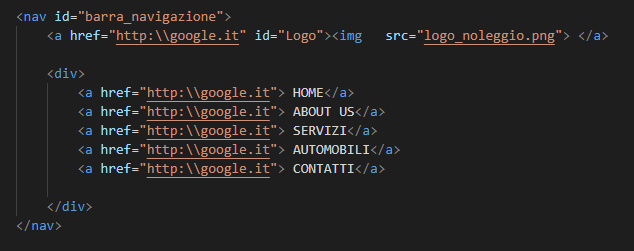 <nav id="barra_navigazione">
<a href="http:\\google.it" id="Logo"><img   src="logo_noleggio.png"> </a>
<div>
<a href="http:\\google.it"> HOME</a>
<a href="http:\\google.it"> ABOUT US</a>
<a href="http:\\google.it"> SERVIZI</a>
<a href="http:\\google.it"> AUTOMOBILI</a>
<a href="http:\\google.it"> CONTATTI</a>
</div>
</nav>